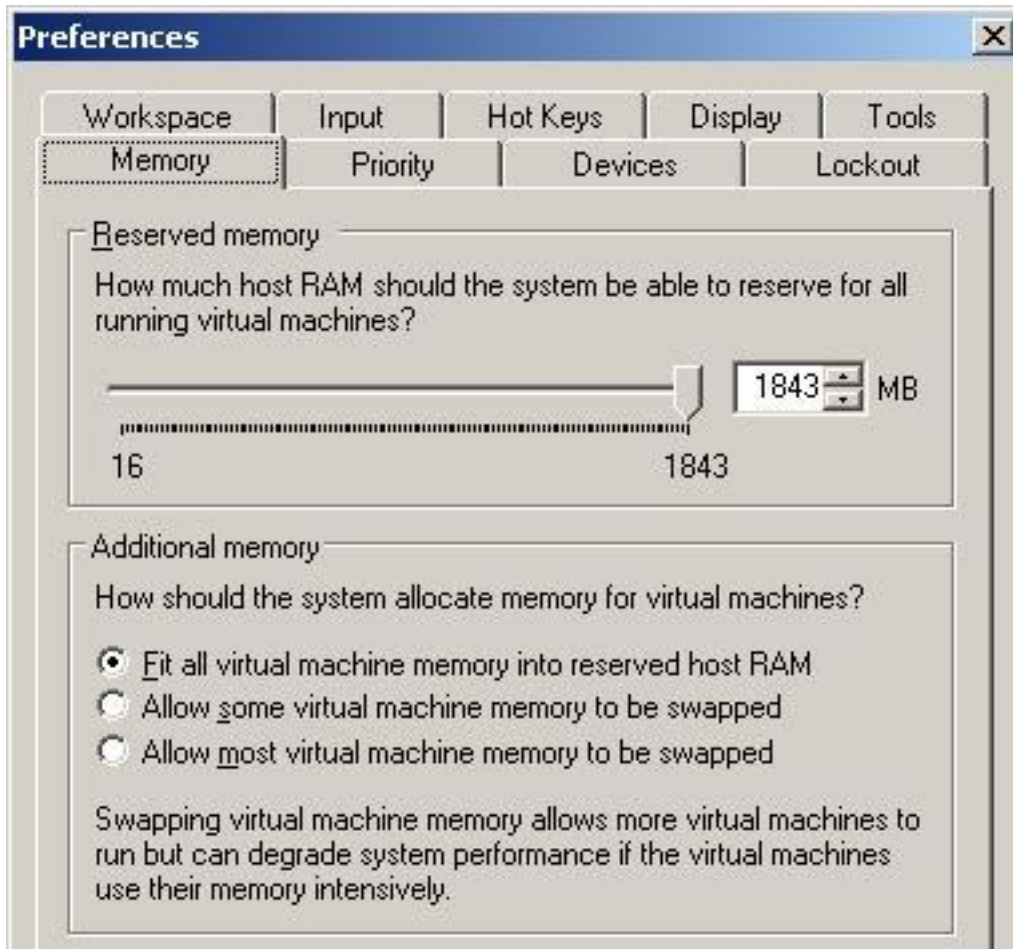 Preferences
Workspace Input Hot Keys Display Tools
Memory Priority Devices Lockout
Reserved memory
How much host RAM should the system be able to reserve for all
running virtual machines?
1843 MB
16 1843
Additional memory
How should the system allocate memory for virtual machines?
Fit all virtual machine memory into reserved host RAM
Allow some virtual machine memory to be swapped
Allow most virtual machine memory to be swapped
Swapping virtual machine memory allows more virtual machines to
run but can degrade system performance if the virtual machines
use their memory intensively.